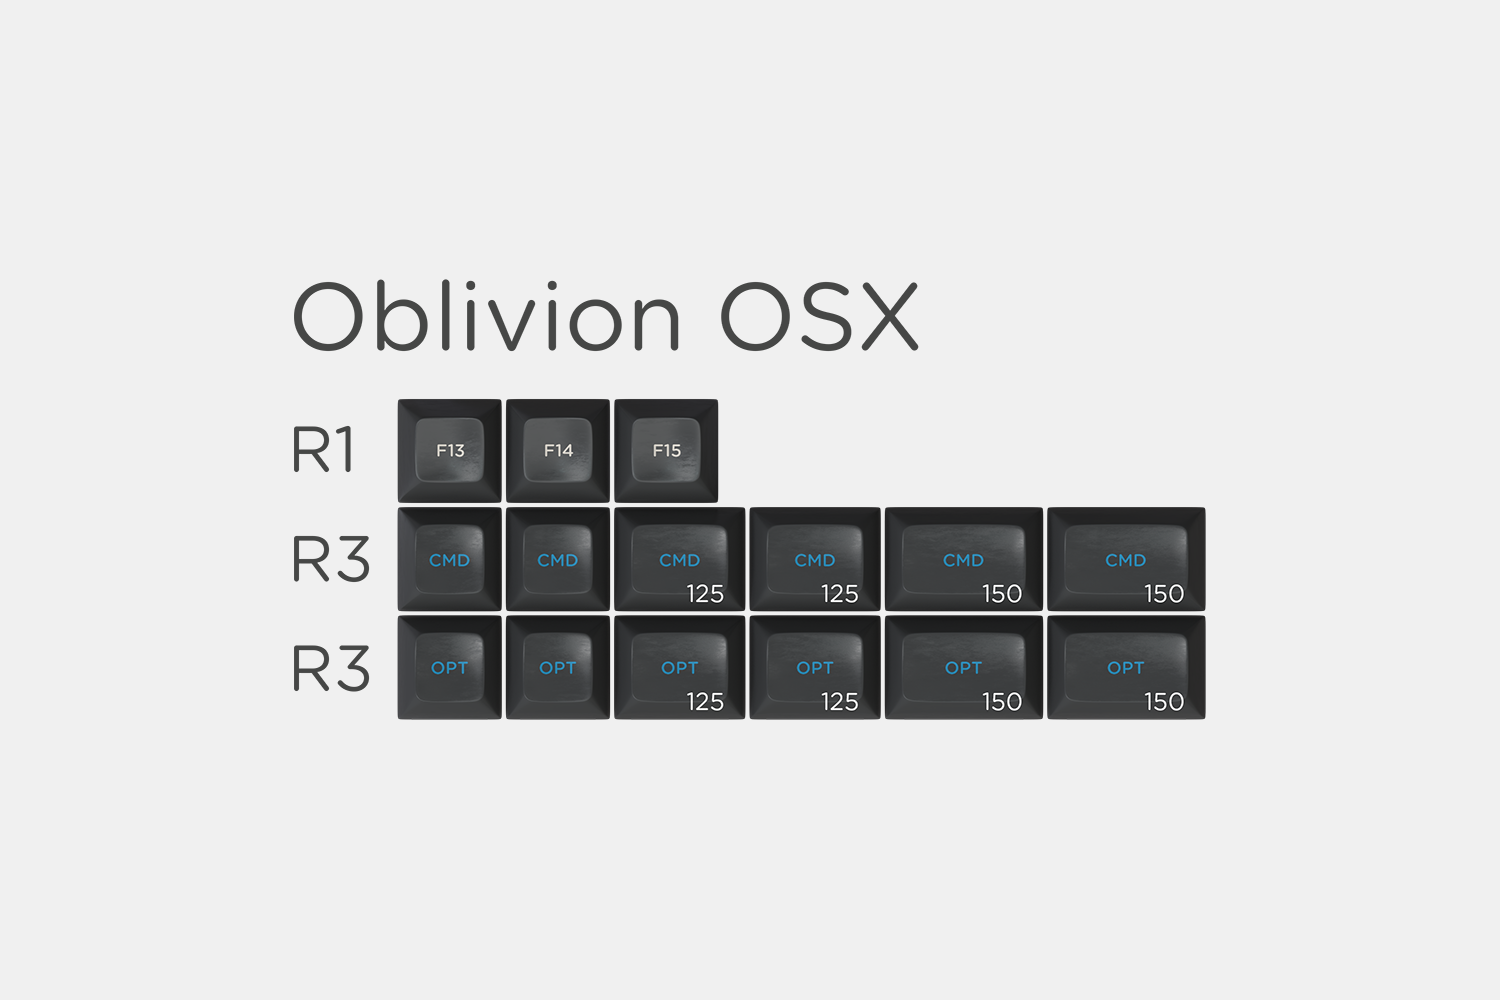 Oblivion OSX
R1 F13 F14 F15
R3 CMD CMD CMD 125 CMD 125 CMD 150 CMD 150
R3 OPT OPT OPT 125 OPT 125 OPT 150 OPT 150